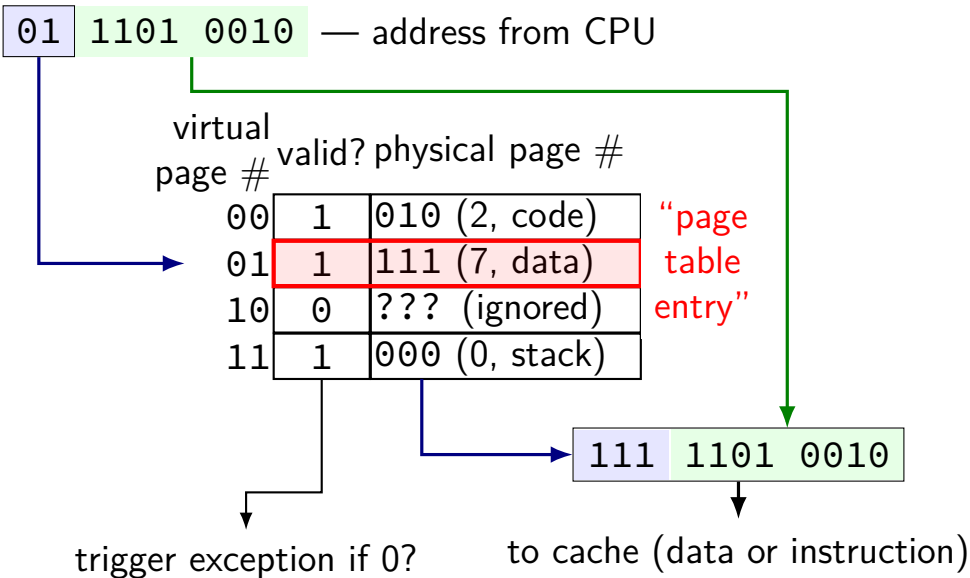 01 1101 0010 — address from CPU
virtual
page #
valid?
physical page #
00 1 010 (2, code)
01 1 111 (7, data)
10 0 ??? (ignored)
11 1 000 (0, stack)
“page
table
entry”
111 1101 0010
trigger exception if 0?
to cache (data or instruction)